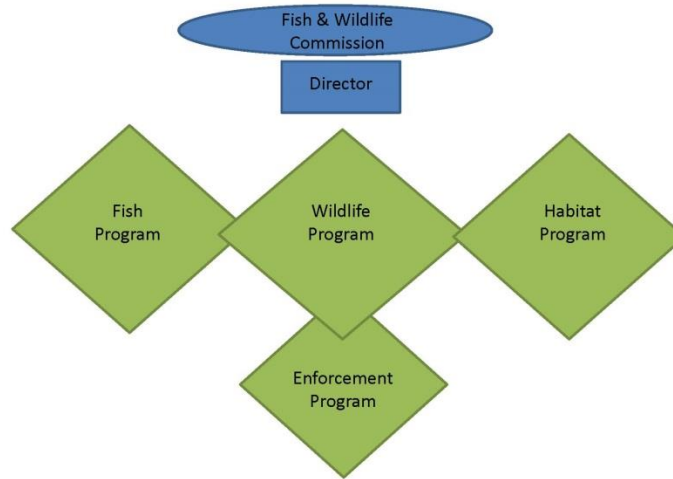 Fish & Wildlife
Commission
Director
Fish
Program
Wildlife
Program
Habitat
Program
Enforcement
Program